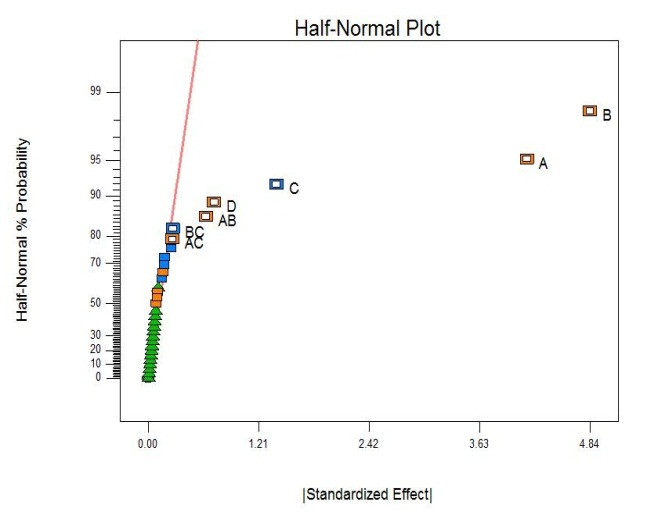 Half-Normal Plot
Half-Normal % Probability
99
95
90
80
70
50
30
20
10
0
B
A
C
D
AB
BC
AC
0.00 1.21 2.42 3.63 4.84
|Standardized Effect|